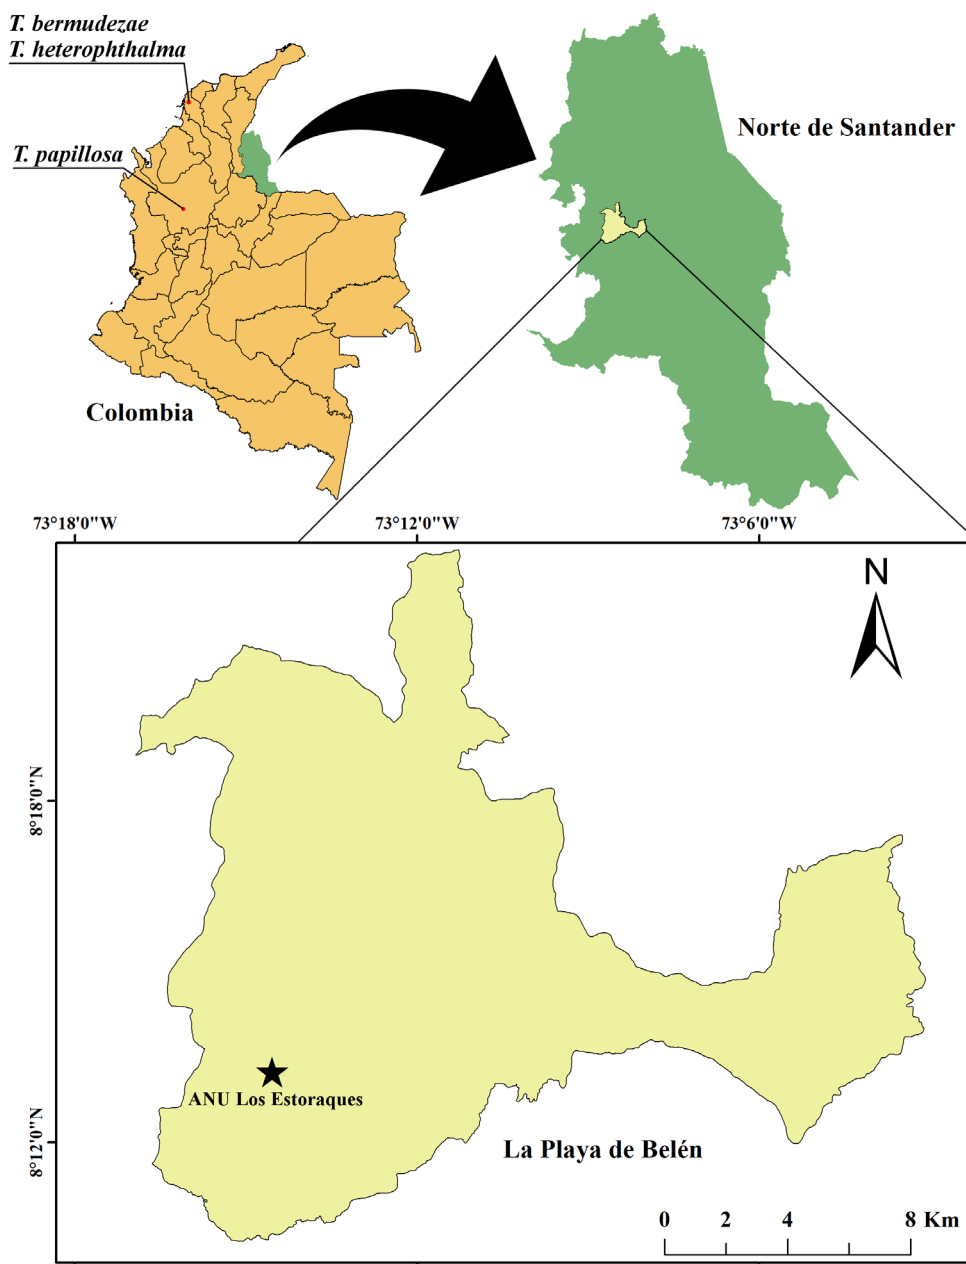 T. bermudezae
T. heterophthalma
Norte de Santander
T. papillosa
Colombia
73°18'0"W 73°12'0"W 73°6'0"W
N
8°18'0"N
ANU Los Estoraques
8°12'0"N
La Playa de Belén
0 2 4 8 Km